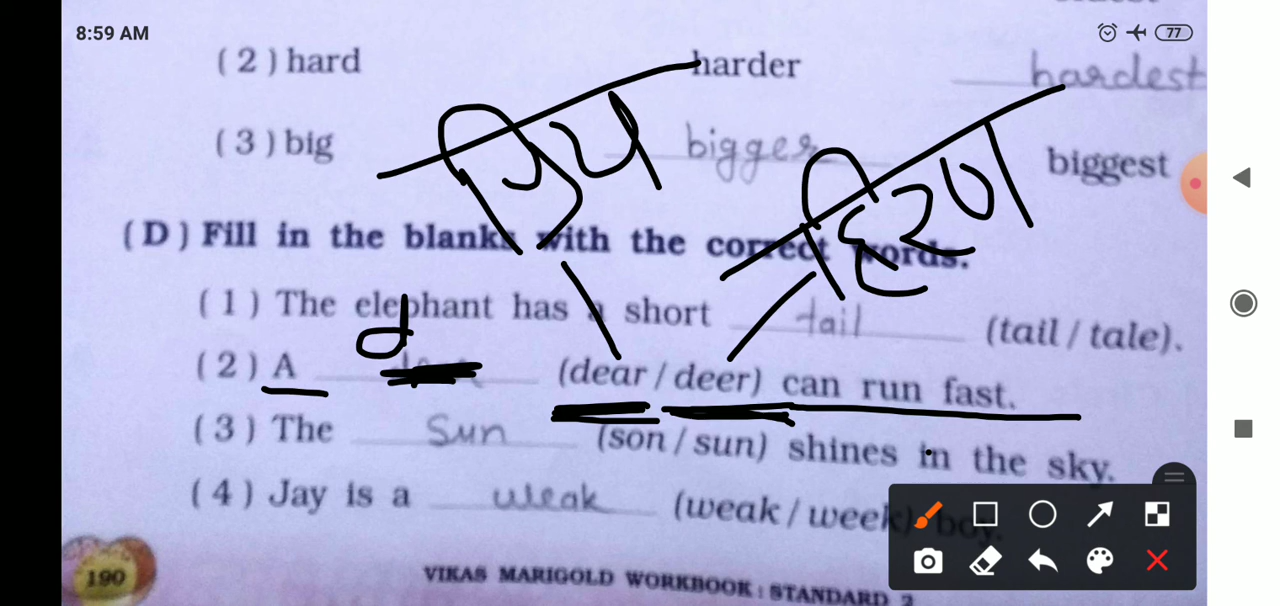 8:59 AM 77
(2) hard harder hardest
(3) big bigger biggest
प्रिय हिरण
(D) Fill in the blanks with the correct words.
(1) The elephant has a short tail (tail / tale).
(2) A d (dear / deer) can run fast.
(3) The Sun (son / sun) shines in the sky.
(4) Jay is a weak (weak / week) boy.
190 VIKAS MARIGOLD WORKBOOK : STANDARD 2